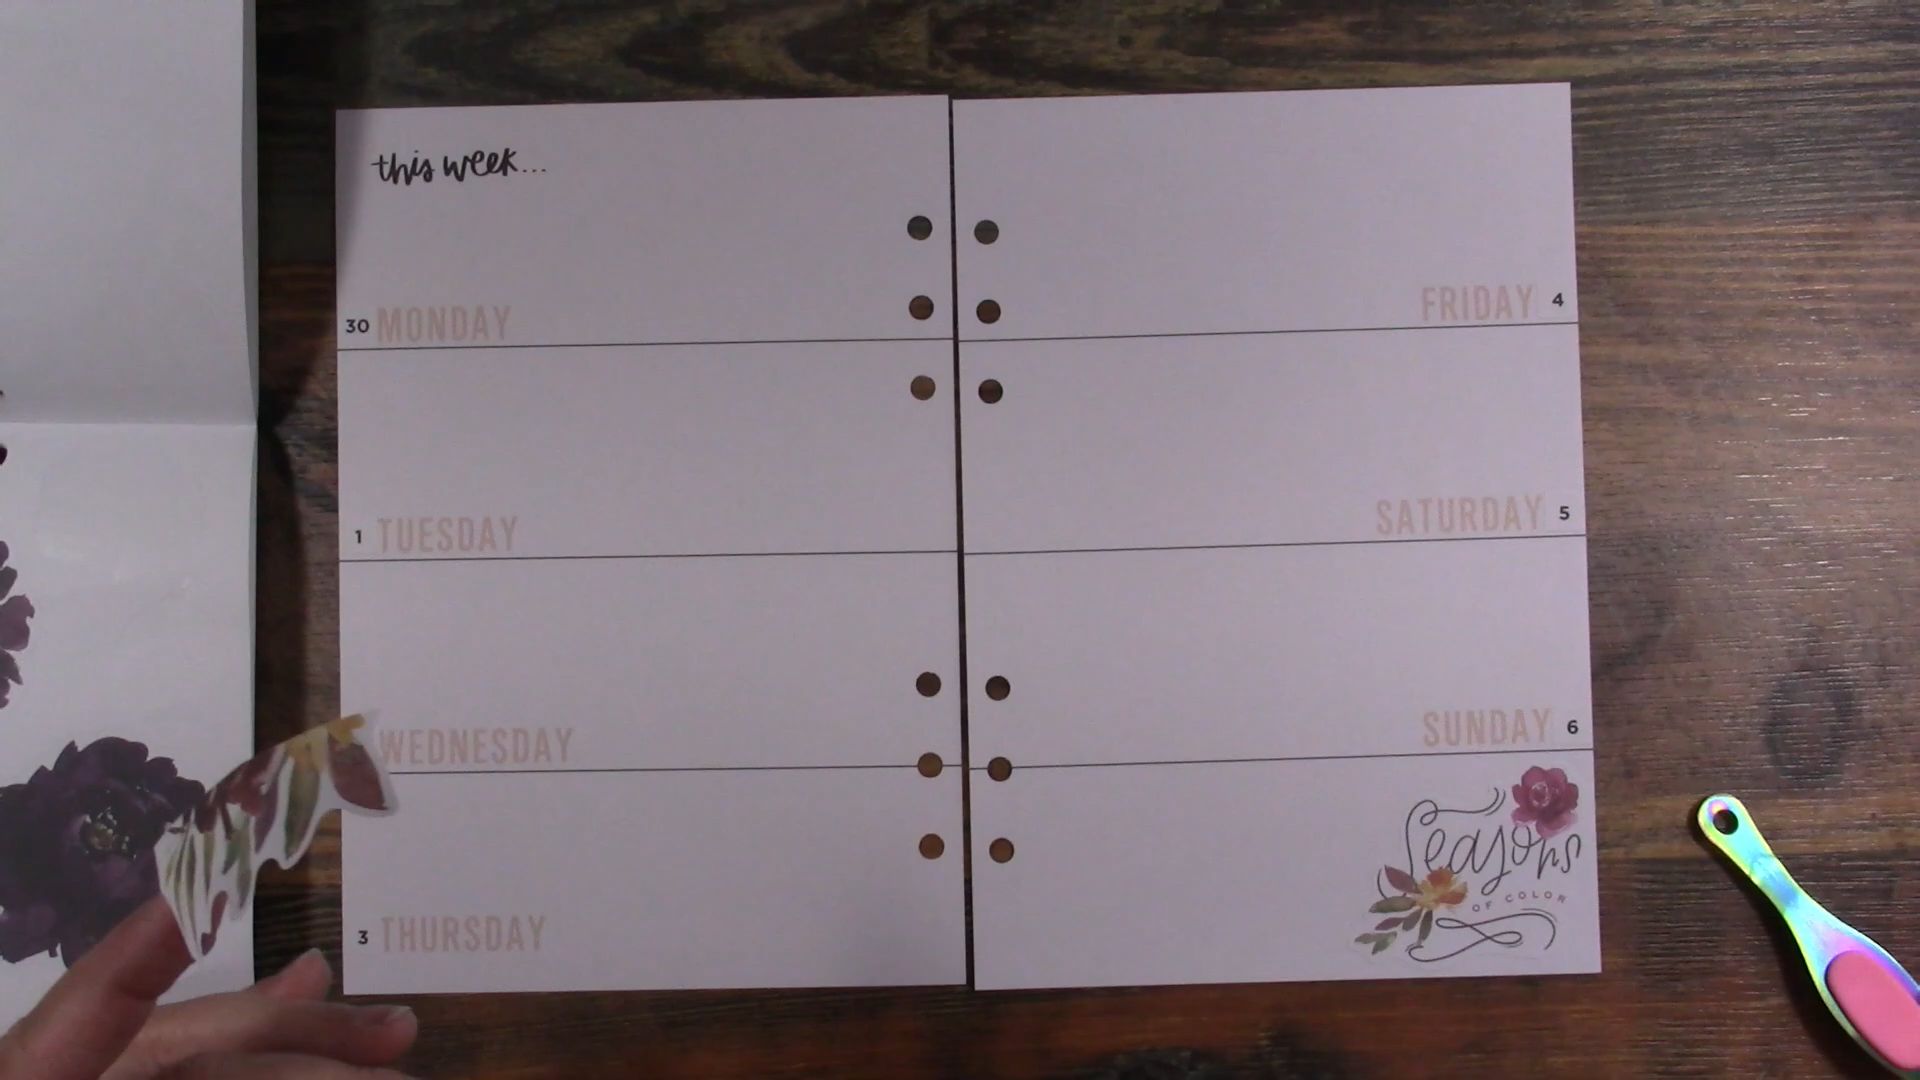 this week...
30 MONDAY
1 TUESDAY
WEDNESDAY
3 THURSDAY
FRIDAY 4
SATURDAY 5
SUNDAY 6
Seasons
OF COLOR